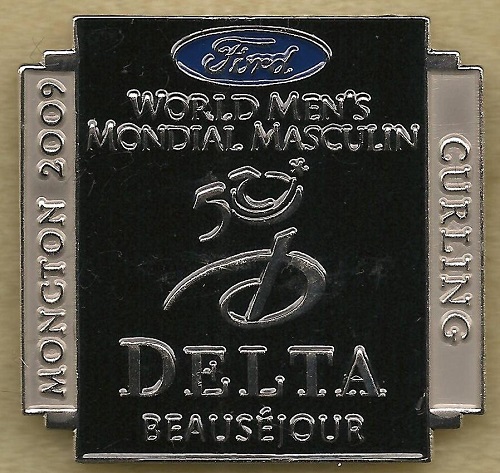 Ford
WORLD MEN'S
MONDIAL MASCULIN
MONCTON 2009
CURLING
50
DELTA
BEAUSÉJOUR